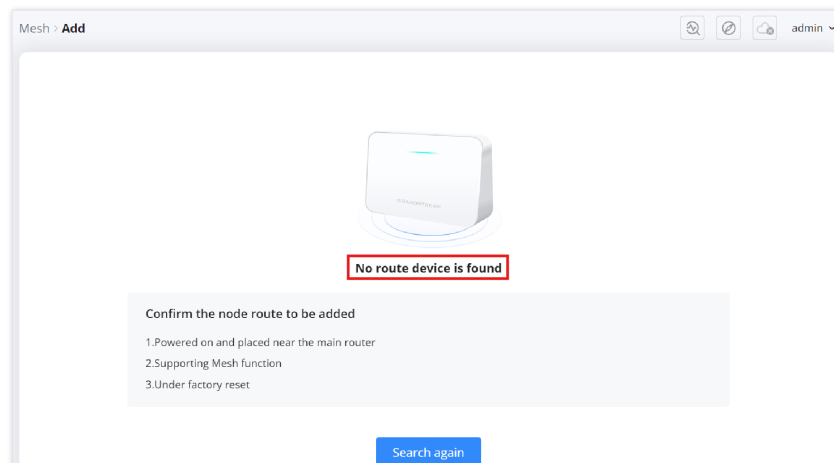 Mesh > Add
admin
GRANDSTREAM
No route device is found
Confirm the node route to be added
1.Powered on and placed near the main router
2.Supporting Mesh function
3.Under factory reset
Search again